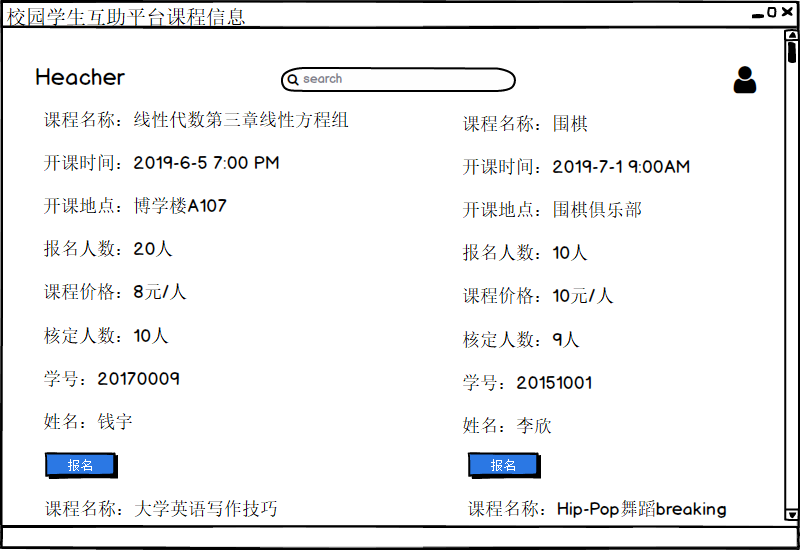 校园学生互助平台课程信息
Heacher
search
课程名称：线性代数第三章线性方程组
开课时间：2019-6-5 7:00 PM
开课地点：博学楼A107
报名人数：20人
课程价格：8元/人
核定人数：10人
学号：20170009
姓名：钱宇
报名
课程名称：大学英语写作技巧
课程名称：围棋
开课时间：2019-7-1 9:00AM
开课地点：围棋俱乐部
报名人数：10人
课程价格：10元/人
核定人数：9人
学号：20151001
姓名：李欣
报名
课程名称：Hip-Pop舞蹈breaking